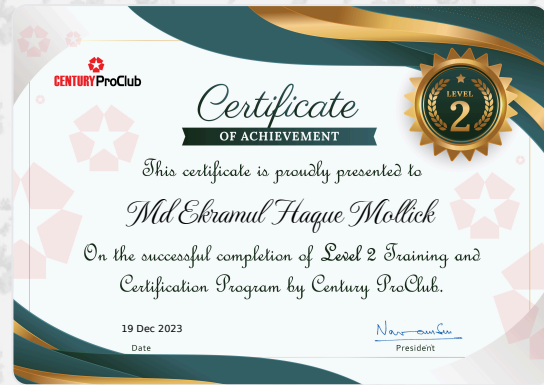 CENTURY ProClub
Certificate
OF ACHIEVEMENT
LEVEL
2
This certificate is proudly presented to
Md Ekramul Haque Mollick
On the successful completion of Level 2 Training and
Certification Program by Century ProClub.
19 Dec 2023
Date
President